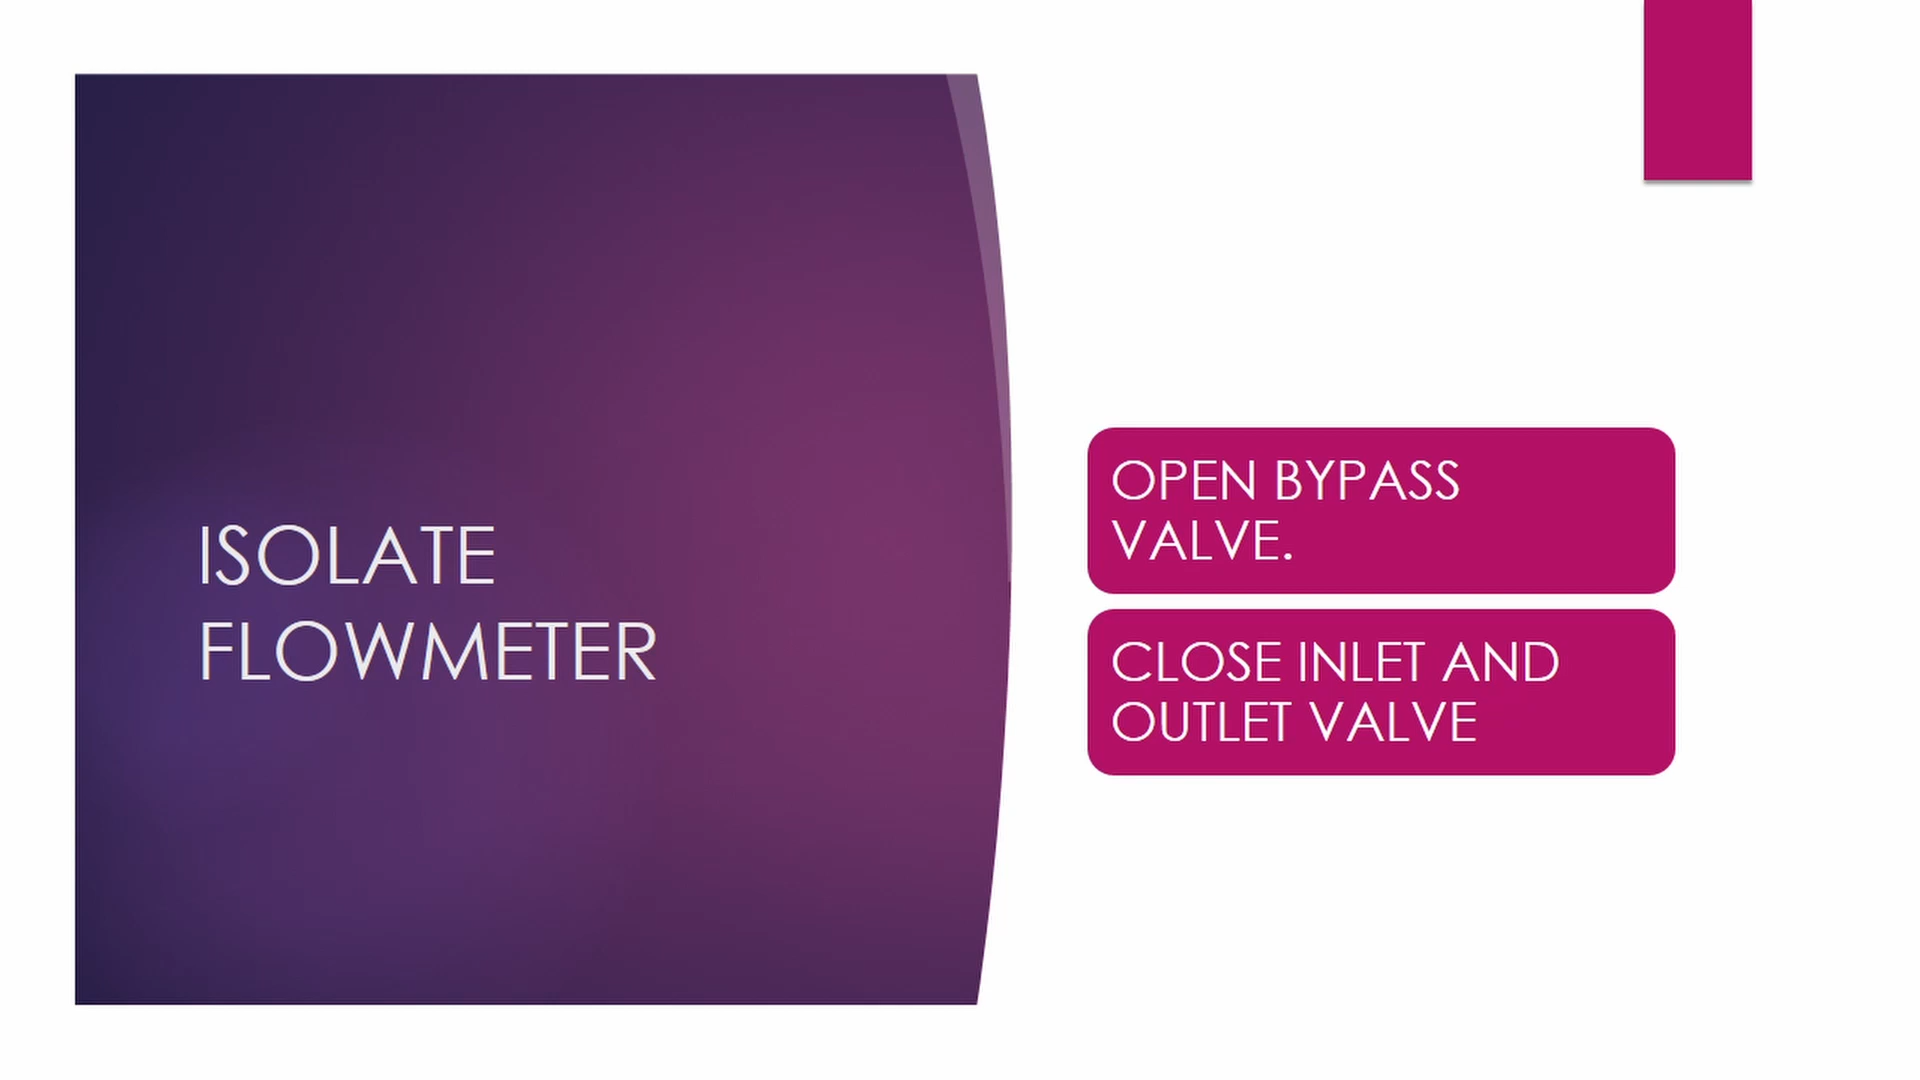 ISOLATE
FLOWMETER
OPEN BYPASS
VALVE.
CLOSE INLET AND
OUTLET VALVE